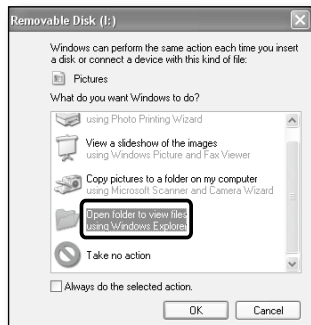 Removable Disk (I:)
Windows can perform the same action each time you insert
a disk or connect a device with this kind of file:
Pictures
What do you want Windows to do?
using Photo Printing Wizard
View a slideshow of the images
using Windows Picture and Fax Viewer
Copy pictures to a folder on my computer
using Microsoft Scanner and Camera Wizard
Open folder to view files
using Windows Explorer
Take no action
Always do the selected action.
OK
Cancel